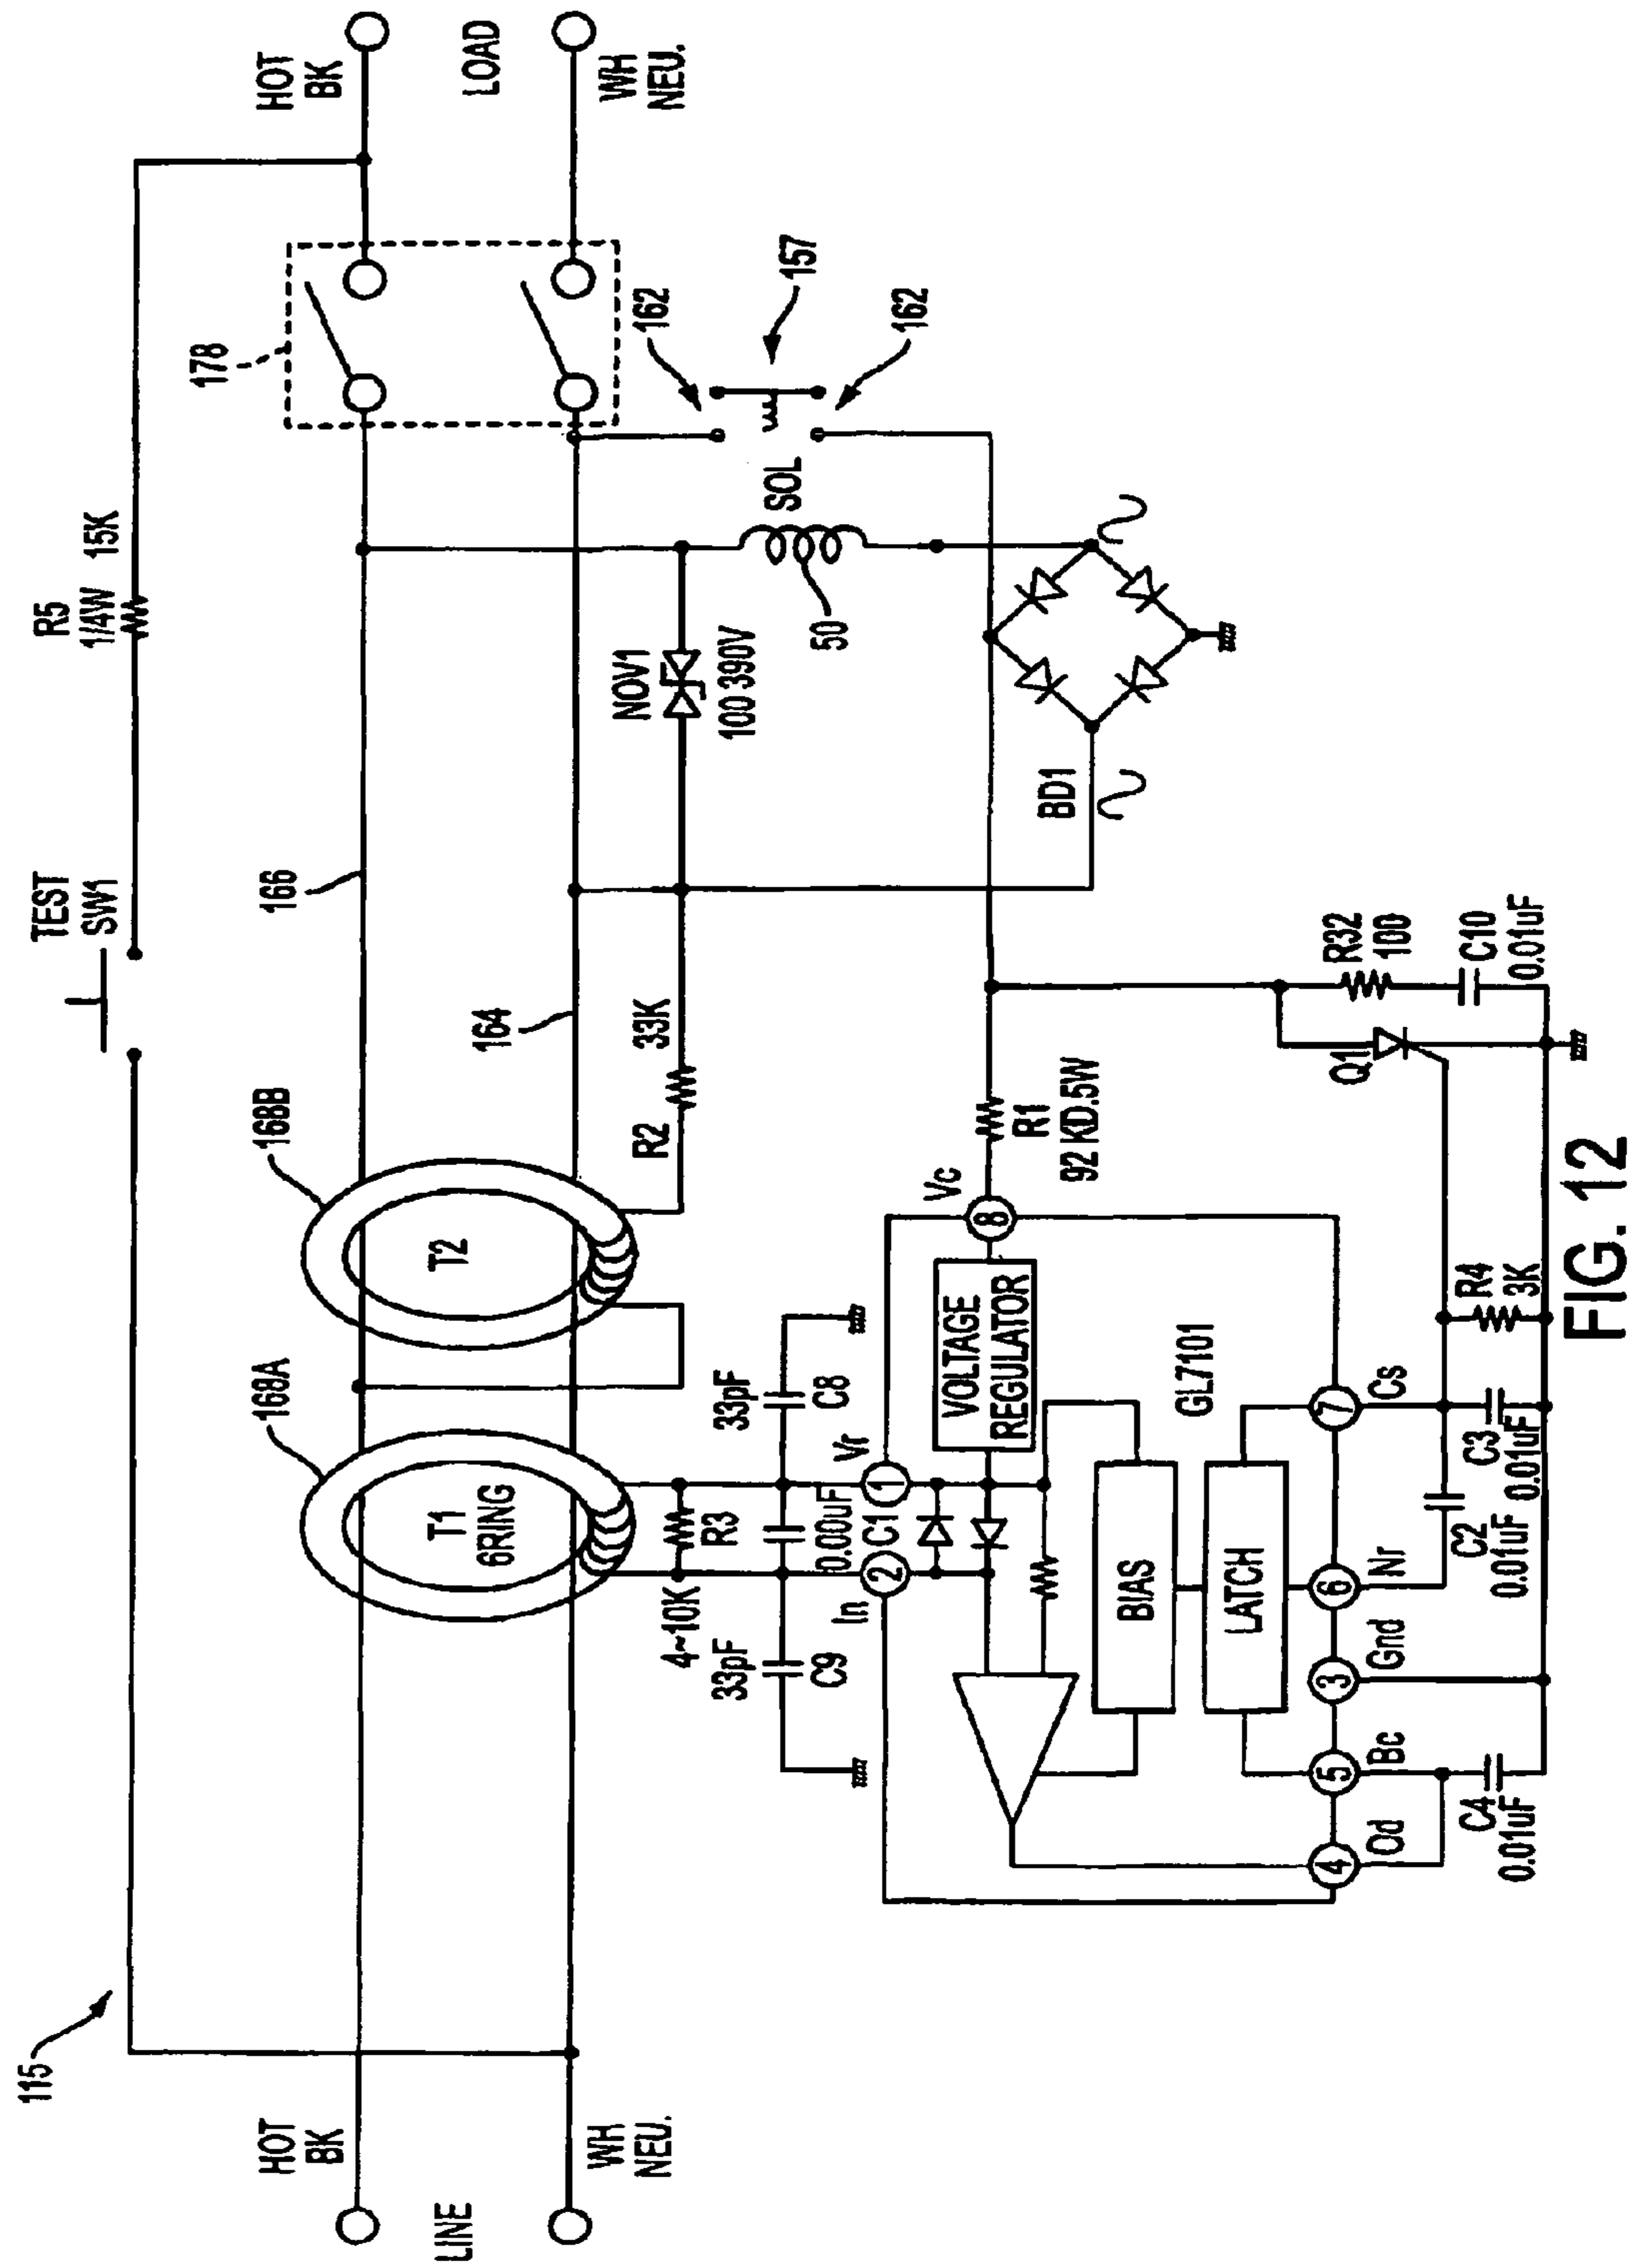 115
HOT
BK
LINE
WH
NEU.
TEST
SW1
R5
1/4W 15K
HOT
BK
LOAD
WH
NEU.
168A
168B
166
164
178
T1
6RING
T2
R2
33K
NOV1
100 390V
SOL
50
162
157
162
BD1
4~10K
R3
33pF
C9
33pF
C8
C1
0.00uF
In
2
Vr
1
Vc
8
R1
92 KD.5W
VOLTAGE
REGULATOR
GL7101
BIAS
LATCH
4
Od
5
Bc
3
Gnd
6
Nr
7
Cs
C4
0.01uF
C2
0.01uF
C3
0.01uF
R4
3K
Q1
R32
100
C10
0.01uF
FIG. 12